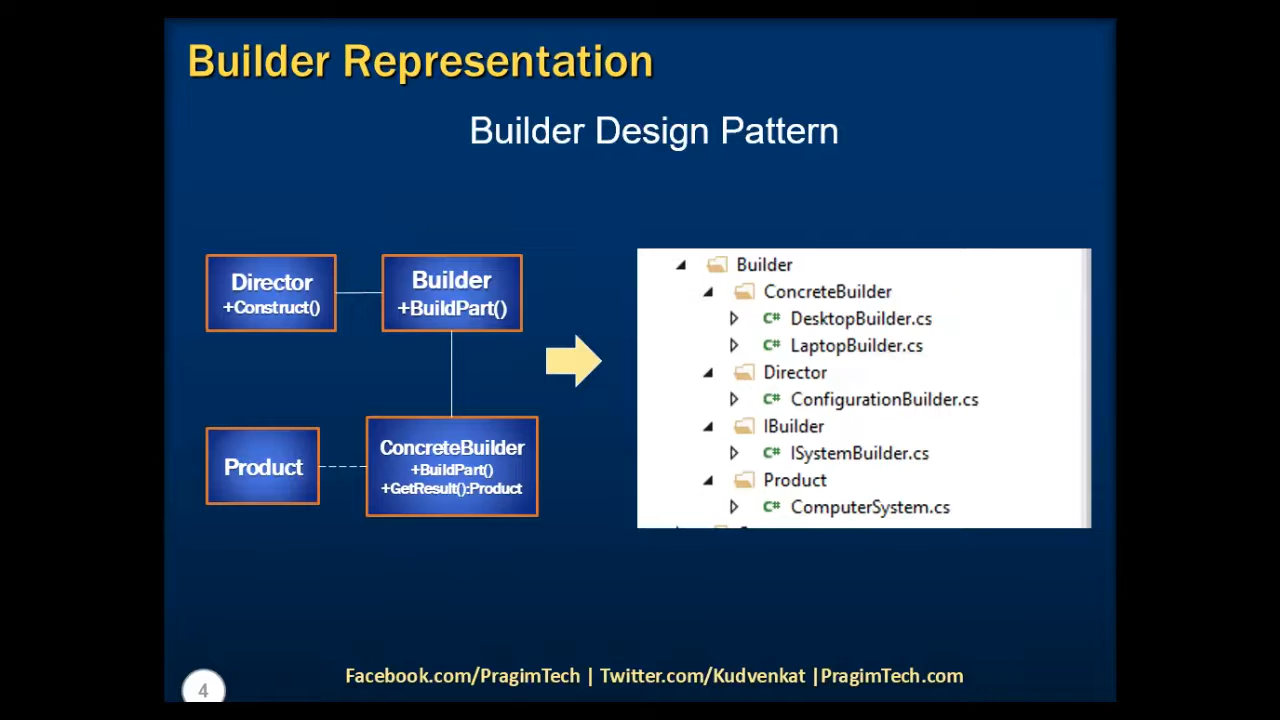 Builder Representation
Builder Design Pattern
Director
+Construct()
Builder
+BuildPart()
Product
ConcreteBuilder
+BuildPart()
+GetResult():Product
Builder
ConcreteBuilder
C# DesktopBuilder.cs
C# LaptopBuilder.cs
Director
C# ConfigurationBuilder.cs
IBuilder
C# ISystemBuilder.cs
Product
C# ComputerSystem.cs
4
Facebook.com/PragimTech | Twitter.com/Kudvenkat |PragimTech.com